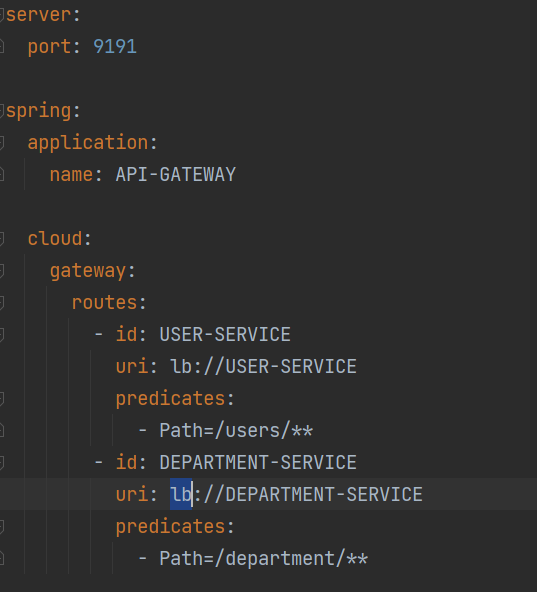 server:
  port: 9191
spring:
  application:
    name: API-GATEWAY
  cloud:
    gateway:
      routes:
        - id: USER-SERVICE
          uri: lb://USER-SERVICE
          predicates:
            - Path=/users/**
        - id: DEPARTMENT-SERVICE
          uri: lb://DEPARTMENT-SERVICE
          predicates:
            - Path=/department/**